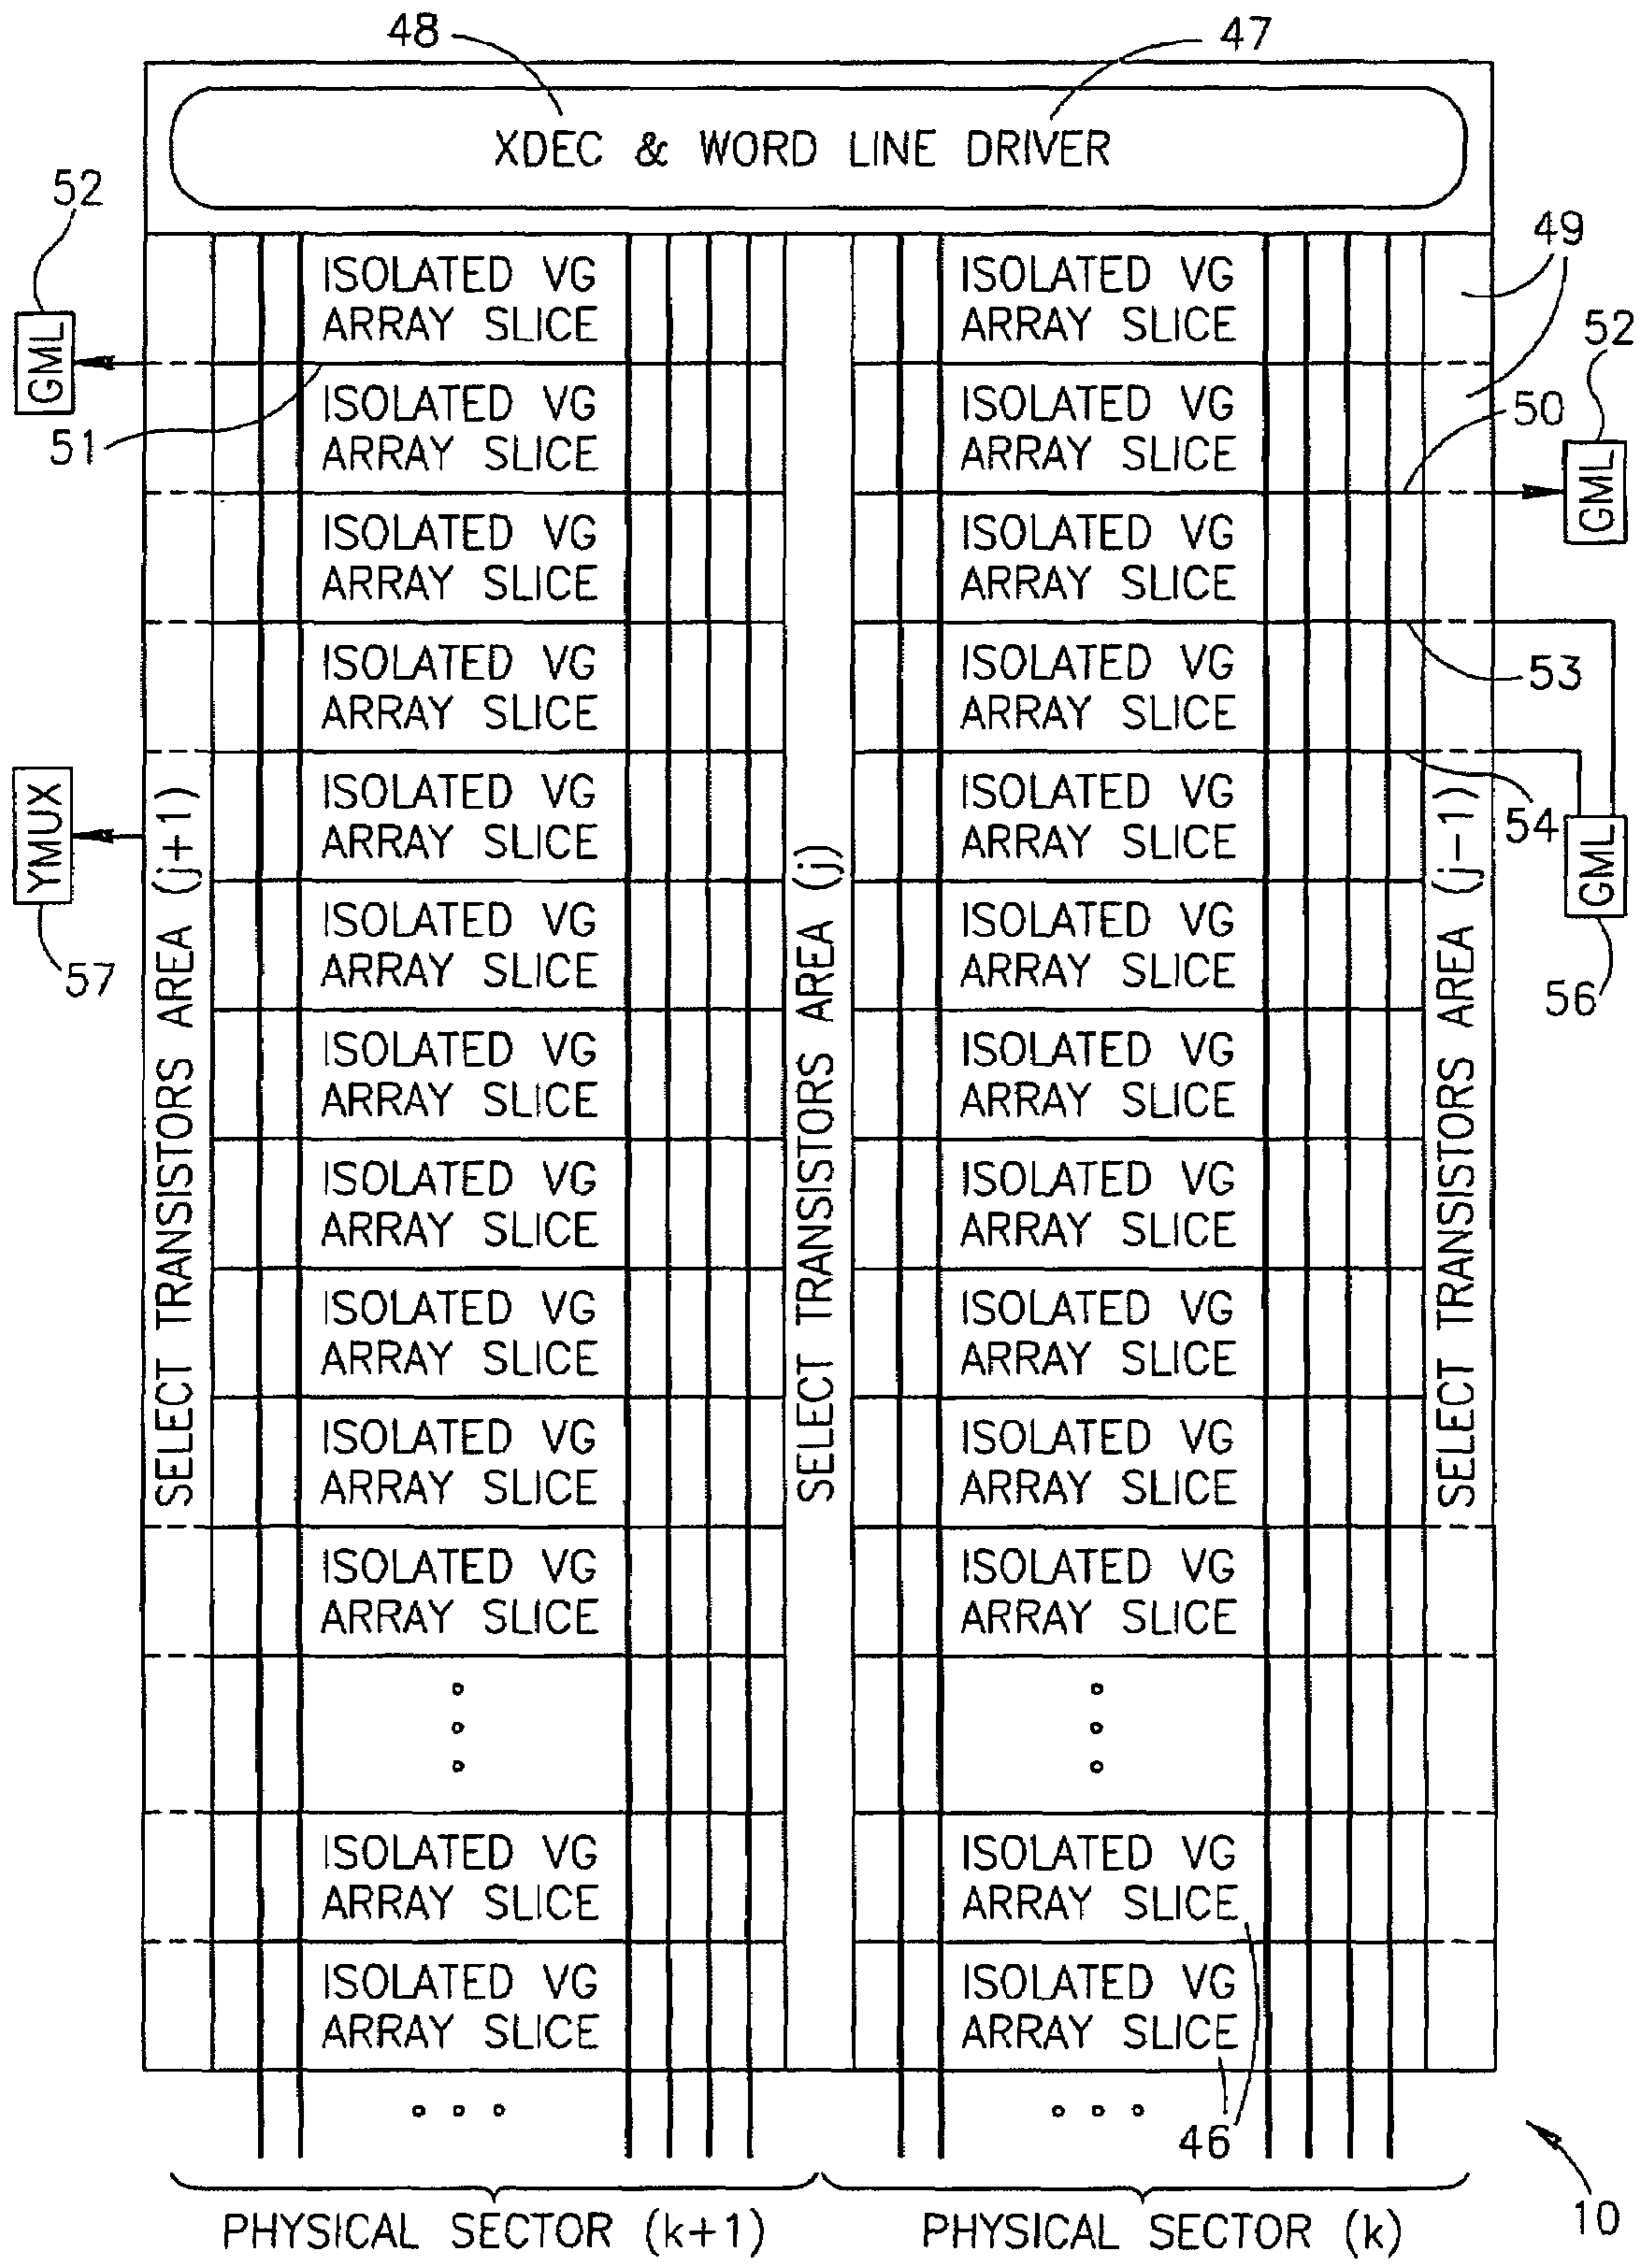 48
47
XDEC & WORD LINE DRIVER
52
49
ISOLATED VG
ARRAY SLICE
ISOLATED VG
ARRAY SLICE
GML
52
51
ISOLATED VG
ARRAY SLICE
ISOLATED VG
ARRAY SLICE
50
GML
ISOLATED VG
ARRAY SLICE
ISOLATED VG
ARRAY SLICE
53
ISOLATED VG
ARRAY SLICE
ISOLATED VG
ARRAY SLICE
YMUX
57
ISOLATED VG
ARRAY SLICE
ISOLATED VG
ARRAY SLICE
54
GML
56
SELECT TRANSISTORS AREA (j+1)
SELECT TRANSISTORS AREA (j)
SELECT TRANSISTORS AREA (j-1)
ISOLATED VG
ARRAY SLICE
ISOLATED VG
ARRAY SLICE
ISOLATED VG
ARRAY SLICE
ISOLATED VG
ARRAY SLICE
ISOLATED VG
ARRAY SLICE
ISOLATED VG
ARRAY SLICE
ISOLATED VG
ARRAY SLICE
ISOLATED VG
ARRAY SLICE
ISOLATED VG
ARRAY SLICE
ISOLATED VG
ARRAY SLICE
ISOLATED VG
ARRAY SLICE
ISOLATED VG
ARRAY SLICE
ISOLATED VG
ARRAY SLICE
ISOLATED VG
ARRAY SLICE
ISOLATED VG
ARRAY SLICE
ISOLATED VG
ARRAY SLICE
46
10
PHYSICAL SECTOR (k+1)
PHYSICAL SECTOR (k)